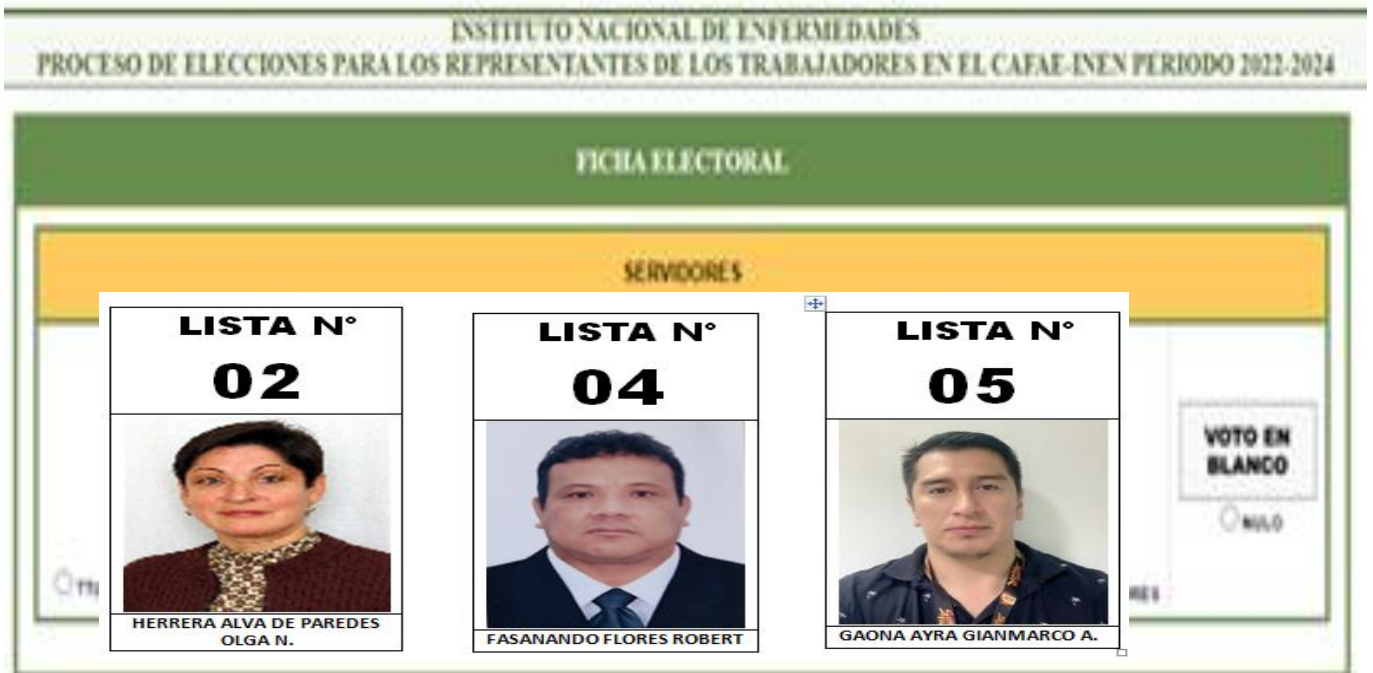 INSTITUTO NACIONAL DE ENFERMEDADES
PROCESO DE ELECCIONES PARA LOS REPRESENTANTES DE LOS TRABAJADORES EN EL CAFAE-INEN PERIODO 2022-2024
FICHA ELECTORAL
SERVIDORES
LISTA N°
02
HERRERA ALVA DE PAREDES
OLGA N.
LISTA N°
04
FASANANDO FLORES ROBERT
LISTA N°
05
GAONA AYRA GIANMARCO A.
VOTO EN
BLANCO
NULO